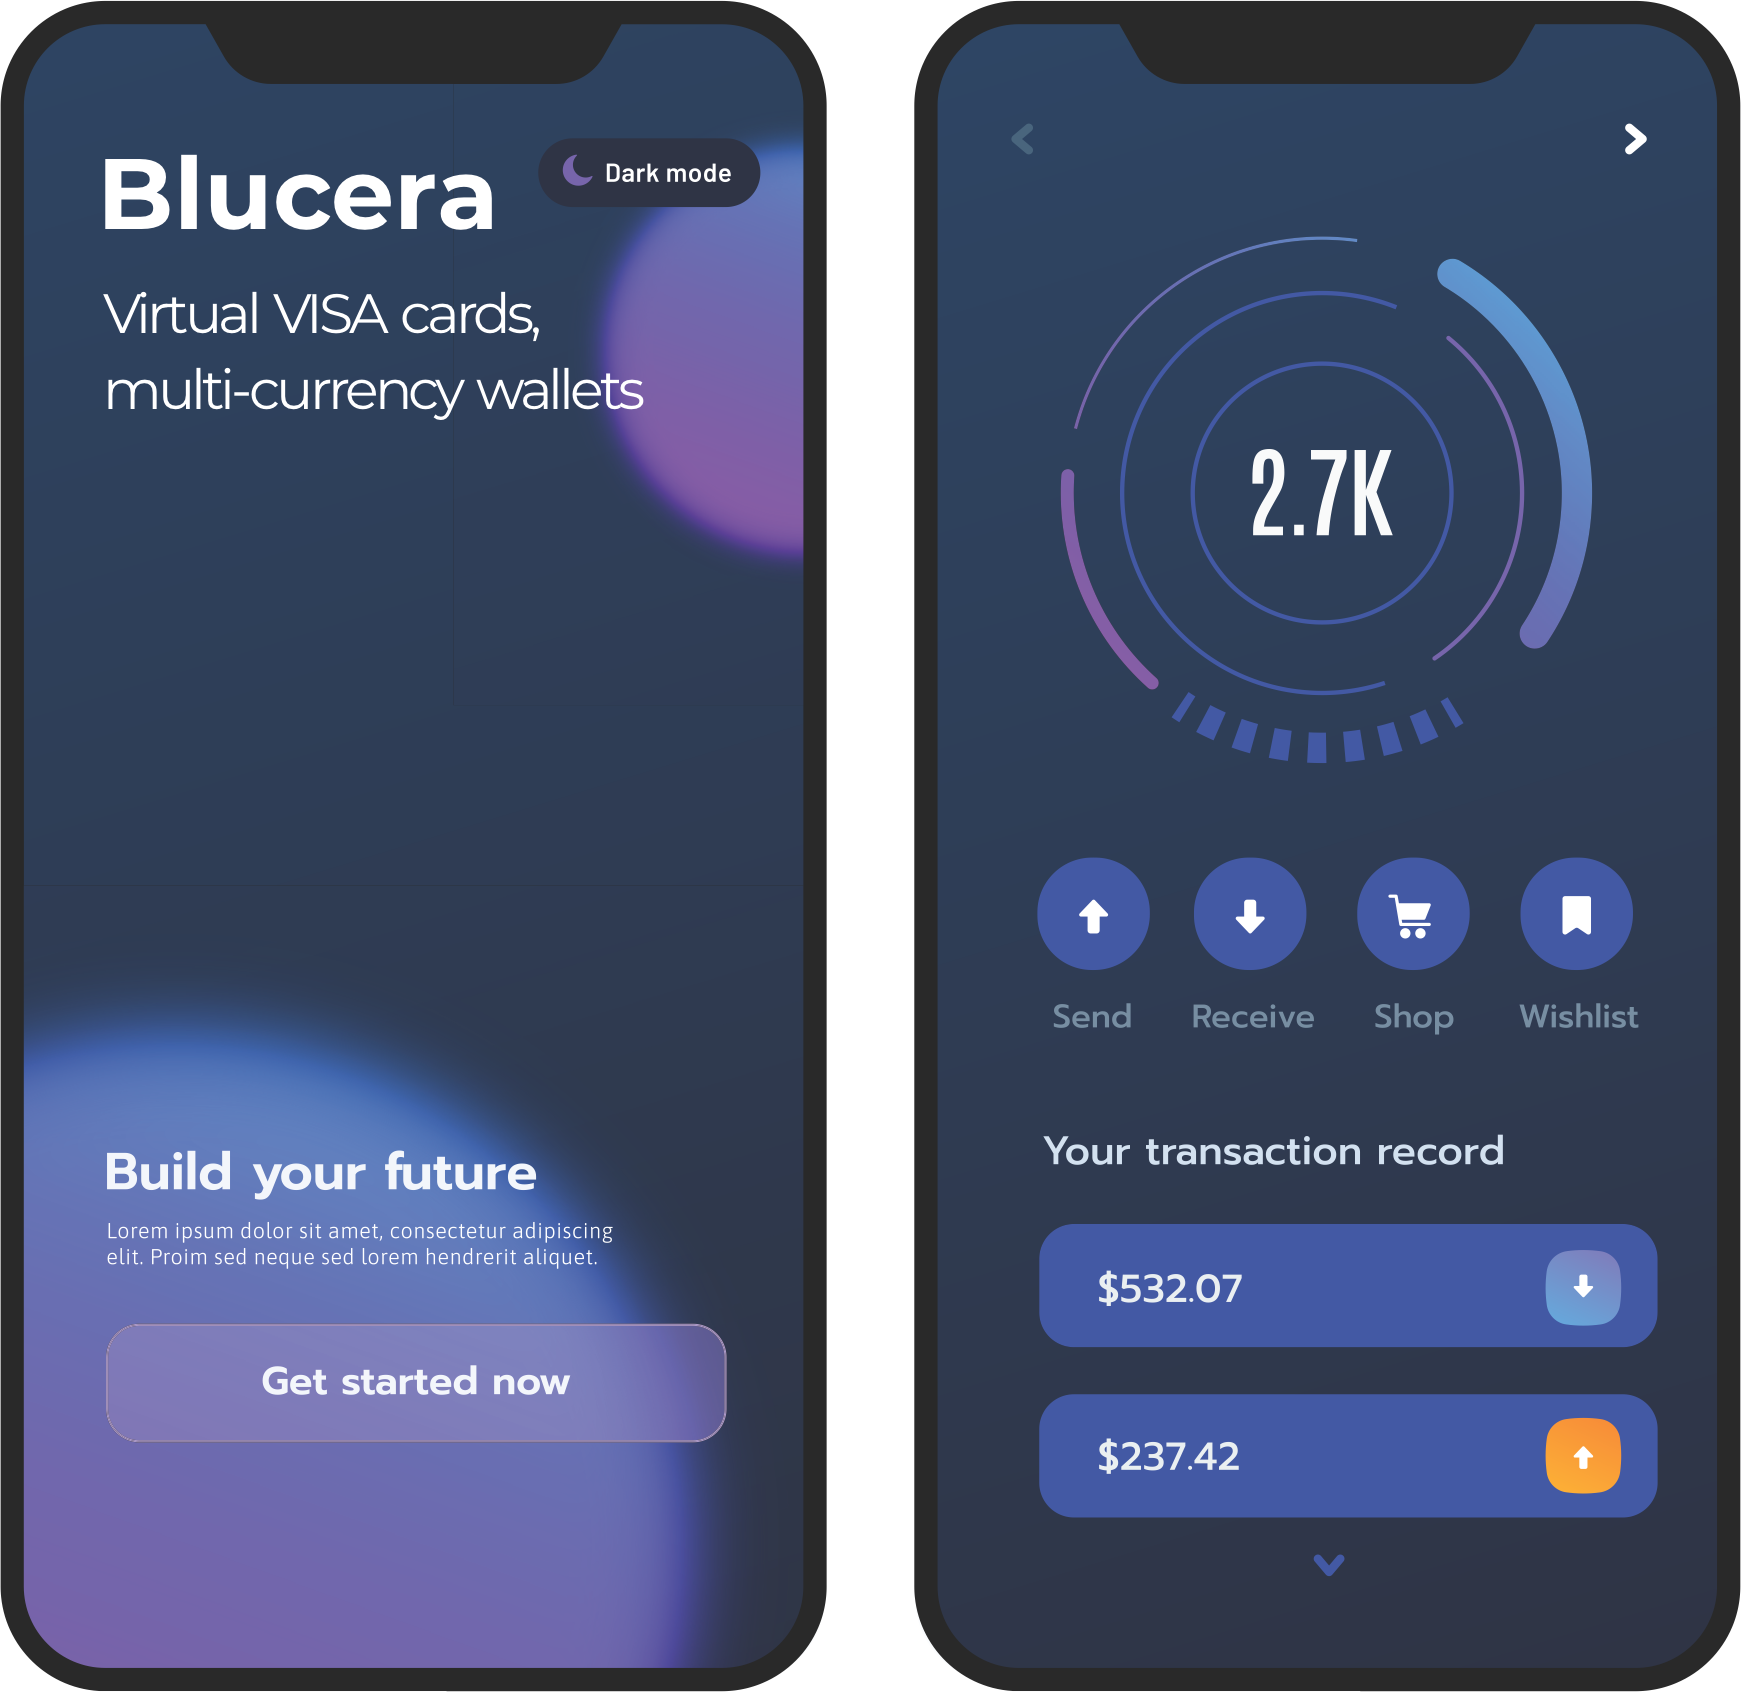 Blucera
Dark mode
Virtual VISA cards,
multi-currency wallets
Build your future
Lorem ipsum dolor sit amet, consectetur adipiscing
elit. Proim sed neque sed lorem hendrerit aliquet.
Get started now
2.7K
Send
Receive
Shop
Wishlist
Your transaction record
$532.07
$237.42